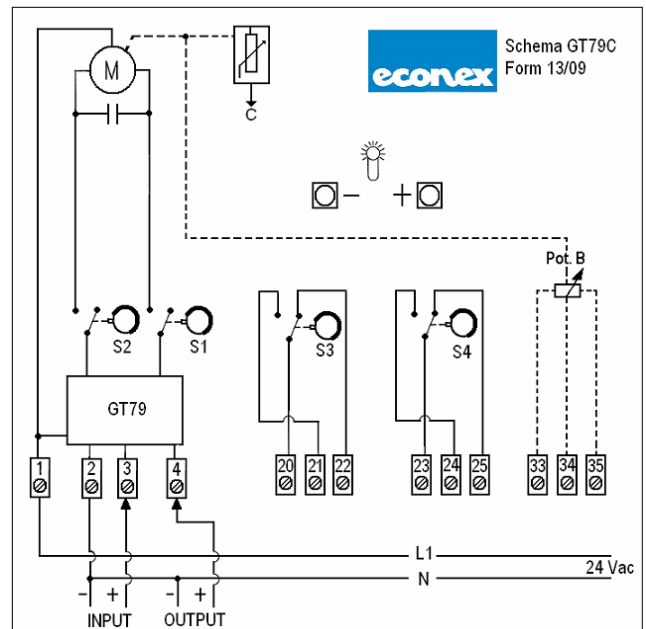 econex
Schema GT79C
Form 13/09
M
C
- +
Pot. B
S2 S1 S3 S4
GT79
1 2 3 4 20 21 22 23 24 25 33 34 35
L1
24 Vac
N
- + - +
INPUT OUTPUT